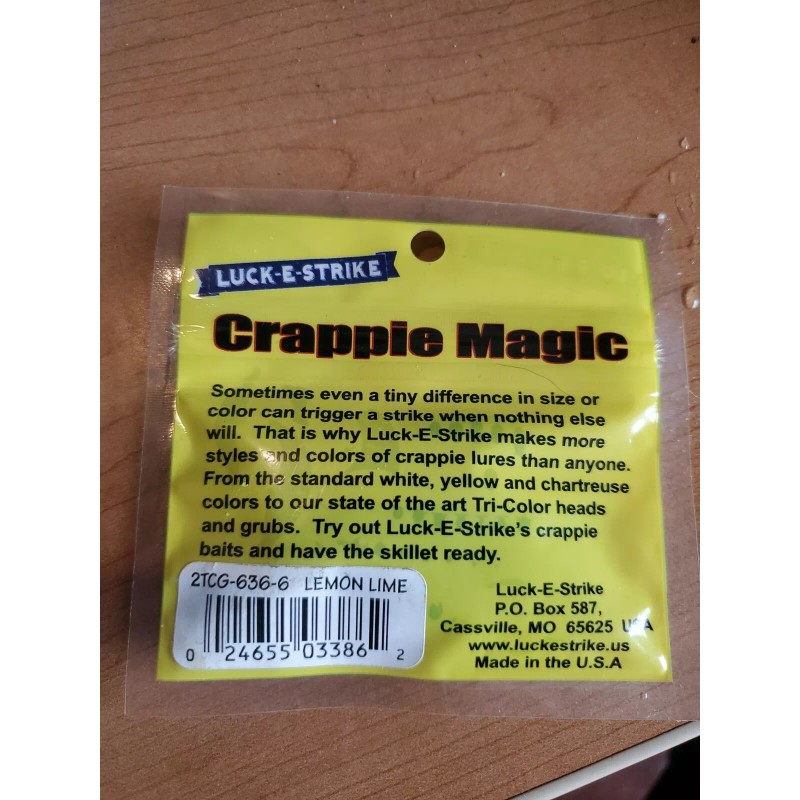 LUCK-E-STRIKE
Crappie Magic
Sometimes even a tiny difference in size or
color can trigger a strike when nothing else
will. That is why Luck-E-Strike makes more
styles and colors of crappie lures than anyone.
From the standard white, yellow and chartreuse
colors to our state of the art Tri-Color heads
and grubs. Try out Luck-E-Strike's crappie
baits and have the skillet ready.
2TCG-636-6 LEMON LIME
0 24655 03386 2
Luck-E-Strike
P.O. Box 587,
Cassville, MO 65625 USA
www.luckestrike.us
Made in the U.S.A